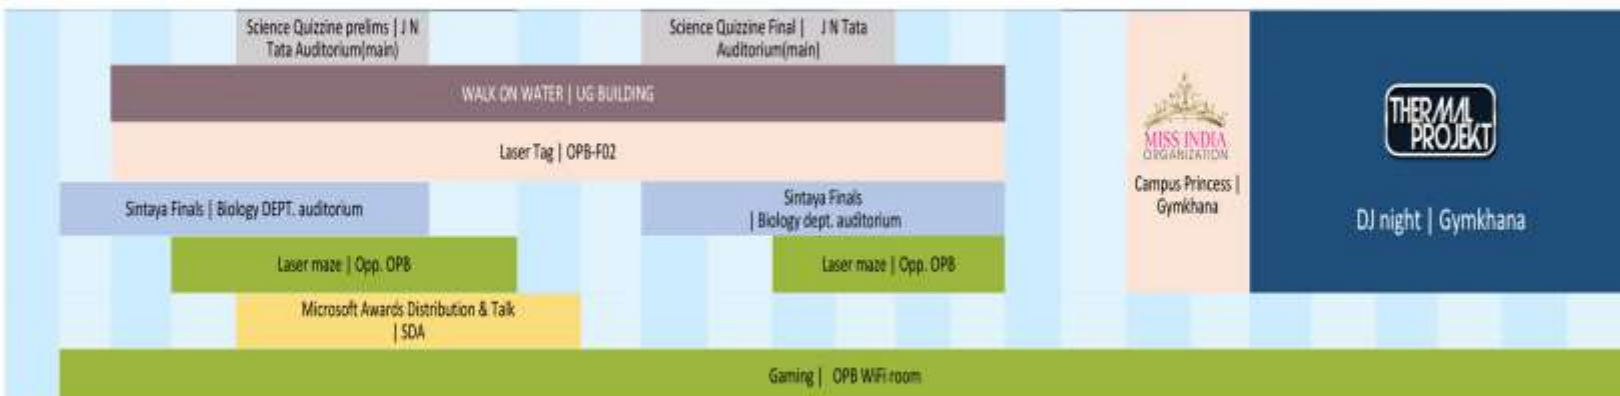 Science Quizzine prelims | J N
Tata Auditorium(main)
Science Quizzine Final | J N Tata
Auditorium(main)
WALK ON WATER | UG BUILDING
Laser Tag | OPB-F02
MISS INDIA
ORGANIZATION
Campus Princess |
Gymkhana
THERMAL
PROJEKT
DJ night | Gymkhana
Sintaya Finals | Biology DEPT. auditorium
Sintaya Finals
| Biology dept. auditorium
Laser maze | Opp. OPB
Laser maze | Opp. OPB
Microsoft Awards Distribution & Talk
| SDA
Gaming | OPB WiFi room